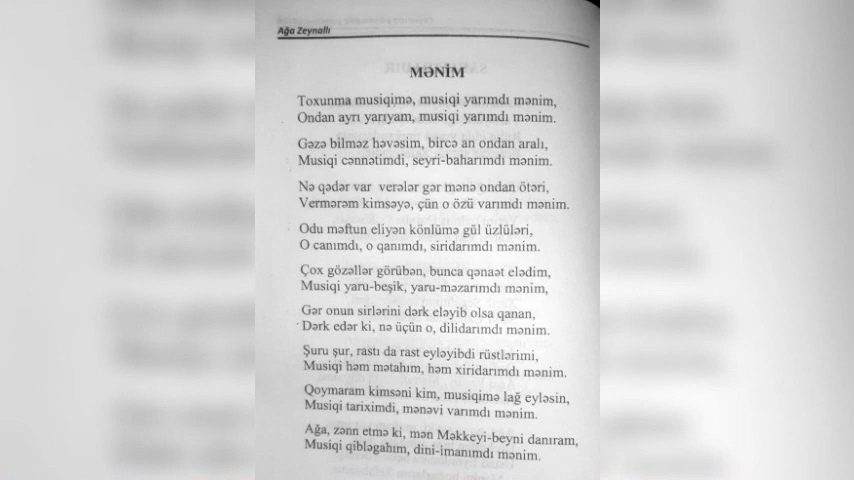 Ağa Zeynallı
MƏNİM
Toxunma musiqimə, musiqi yarımdı mənim,
Ondan ayrı yarıyam, musiqi yarımdı mənim.
Gəzə bilməz həvəsim, bircə an ondan aralı,
Musiqi cənnətimdi, seyri-baharımdı mənim.
Nə qədər var verələr gər mənə ondan ötəri,
Vermərəm kimsəyə, çün o özü varımdı mənim.
Odu məftun eliyən könlümə gül üzlüləri,
O canımdı, o qanımdı, siridarımdı mənim.
Çox gözəllər görübən, bunca qənaət elədim,
Musiqi yaru-beşik, yaru-məzarımdı mənim,
Gər onun sirlərini dərk eləyib olsa qanan,
Dərk edər ki, nə üçün o, dilidarımdı mənim.
Şuru şur, rastı da rast eyləyibdi rüstlərimi,
Musiqi həm mətahım, həm xiridarımdı mənim.
Qoymaram kimsəni kim, musiqimə lağ eyləsin,
Musiqi tariximdi, mənəvi varımdı mənim.
Ağa, zənn etmə ki, mən Məkkeyi-beyni danıram,
Musiqi qibləgahım, dini-imanımdı mənim.